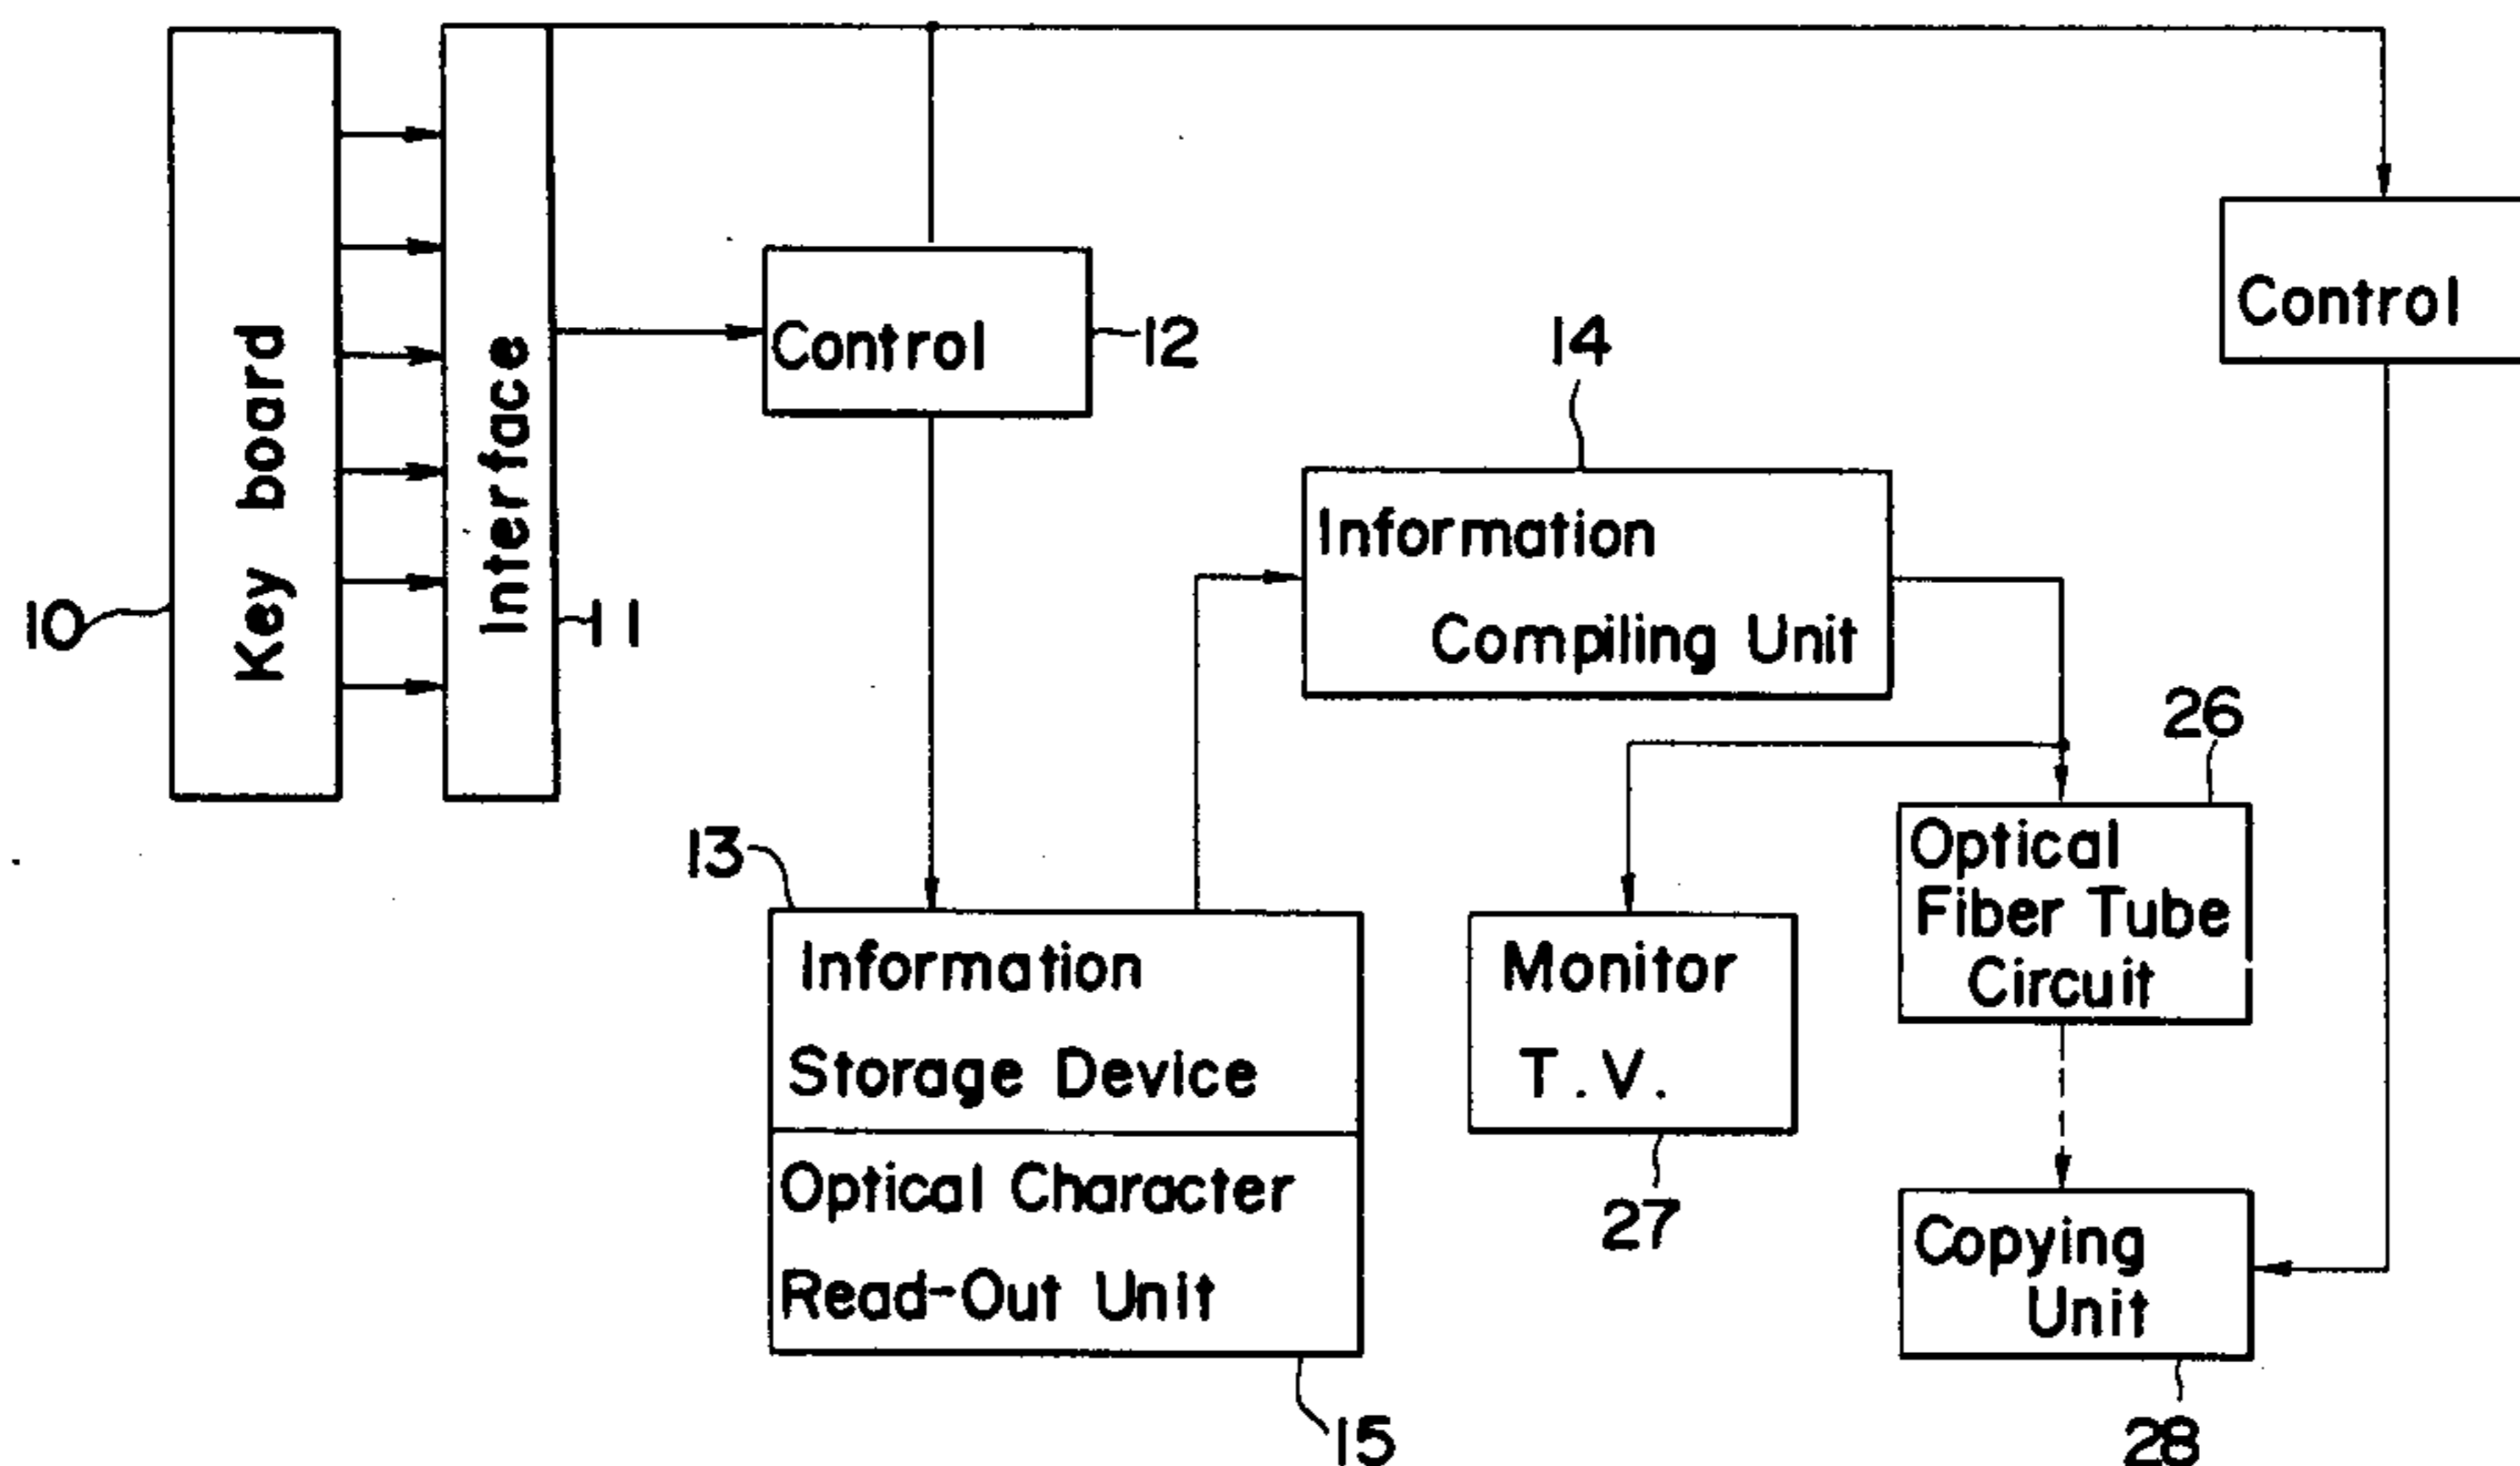 Key board
10
Interface
11
Control
12
Control
14
Information
Compiling Unit
26
13
Information
Storage Device
Optical Character
Read-Out Unit
15
Monitor
T.V.
27
Optical
Fiber Tube
Circuit
Copying
Unit
28